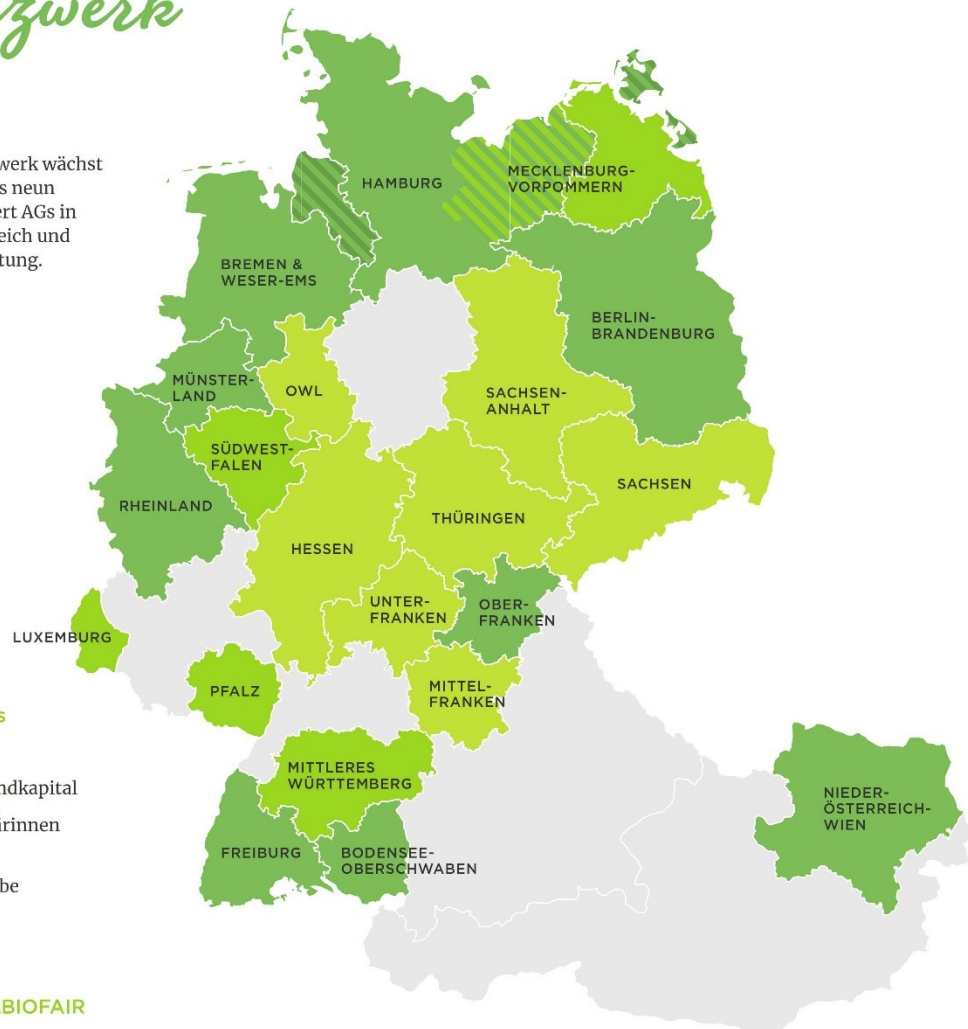 zwerk
werk wächst
s neun
ert AGs in
eich und
tung.
s
ndkapital
rinnen
be
BIOFAIR
HAMBURG
MECKLENBURG-
VORPOMMERN
BREMEN &
WESER-EMS
BERLIN-
BRANDENBURG
MÜNSTER-
LAND
OWL
SACHSEN-
ANHALT
SÜDWEST-
FALEN
RHEINLAND
SACHSEN
THÜRINGEN
HESSEN
UNTER-
FRANKEN
OBER-
FRANKEN
LUXEMBURG
PFALZ
MITTEL-
FRANKEN
MITTLERES
WÜRTTEMBERG
NIEDER-
ÖSTERREICH-
WIEN
FREIBURG
BODENSEE-
OBERSCHWABEN